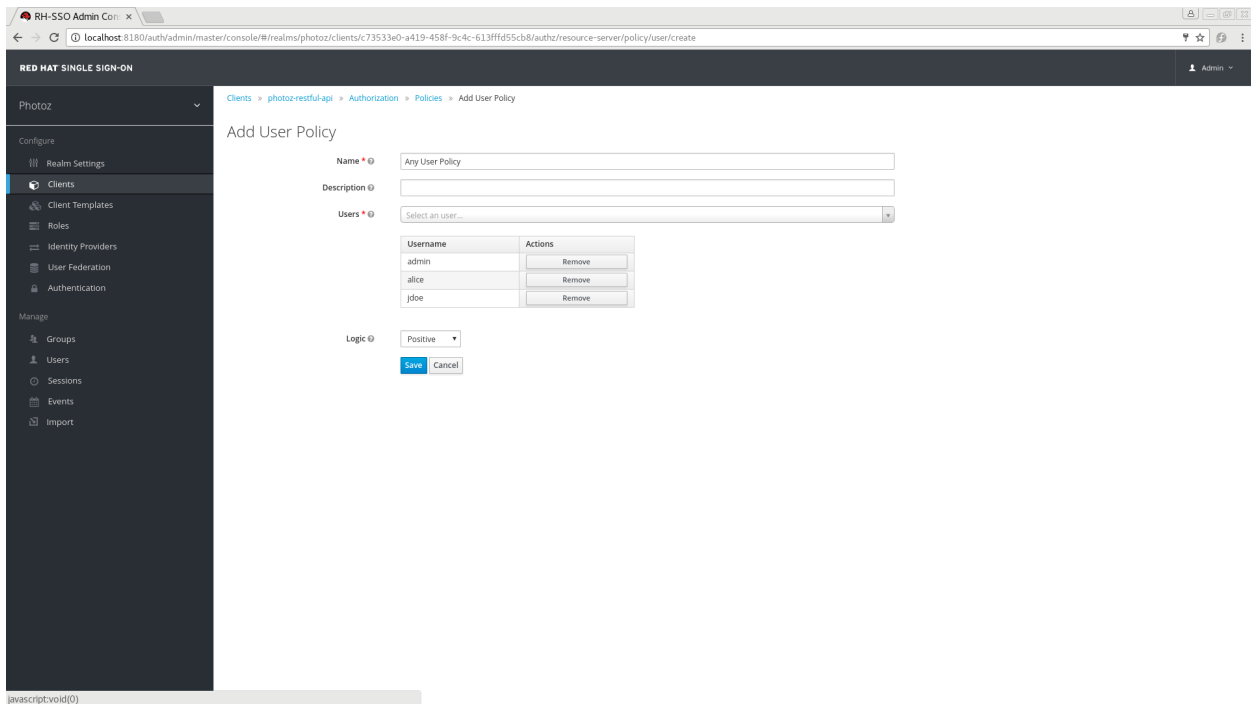 RH-SSO Admin Con
localhost:8180/auth/admin/master/console/#/realms/photoz/clients/c73533e0-a419-458f-9c4c-613fffd55cb8/authz/resource-server/policy/user/create
RED HAT SINGLE SIGN-ON
Admin
Photoz
Clients » photoz-restful-api » Authorization » Policies » Add User Policy
Add User Policy
Configure
Realm Settings
Clients
Client Templates
Roles
Identity Providers
User Federation
Authentication
Manage
Groups
Users
Sessions
Events
Import
Name * Any User Policy
Description
Users * Select an user...
Username Actions
admin Remove
alice Remove
jdoe Remove
Logic Positive
Save Cancel
javascript:void(0)